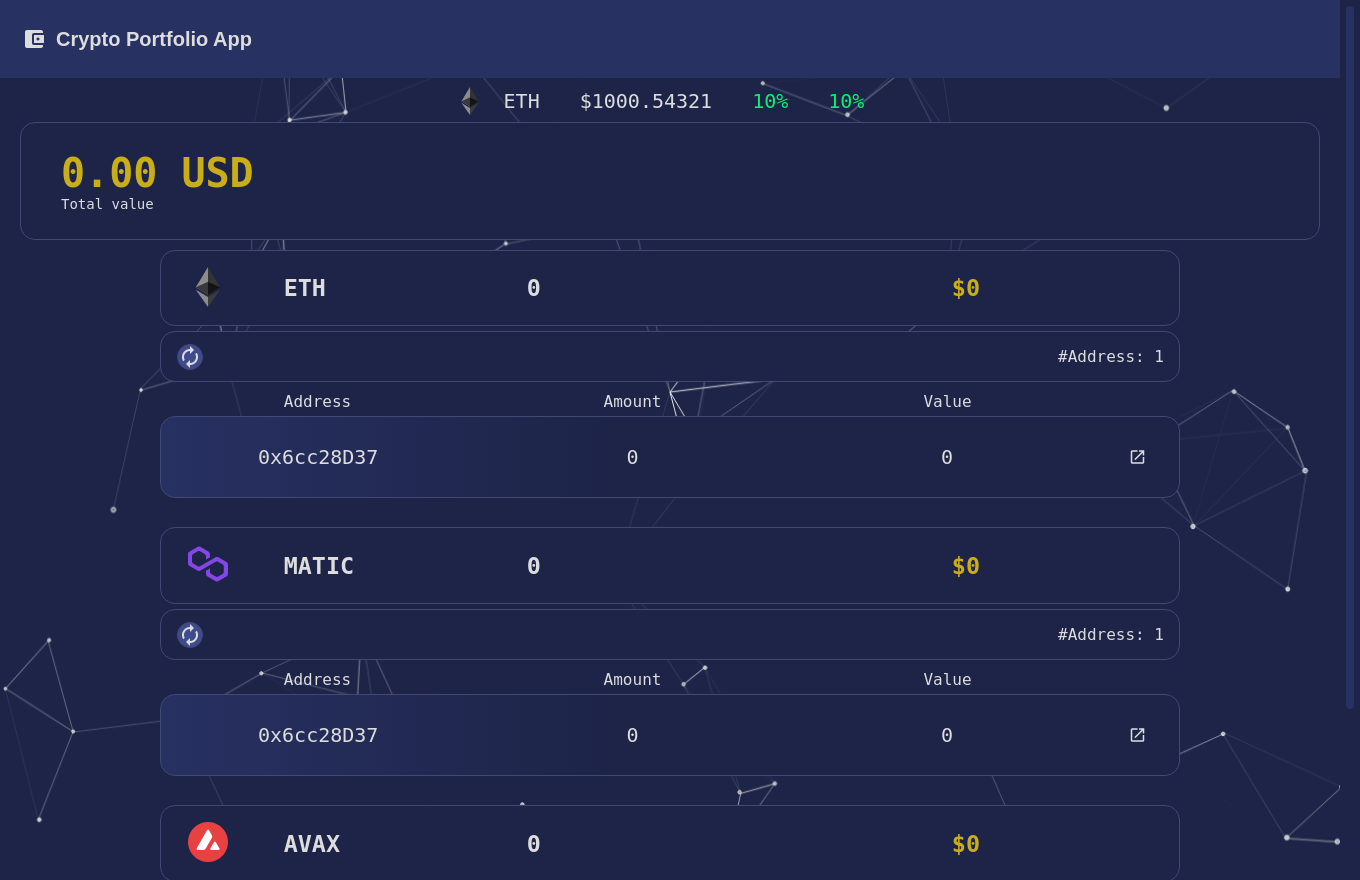 Crypto Portfolio App
ETH $1000.54321 10% 10%
0.00 USD
Total value
ETH 0 $0
#Address: 1
Address Amount Value
0x6cc28D37 0 0
MATIC 0 $0
#Address: 1
Address Amount Value
0x6cc28D37 0 0
AVAX 0 $0